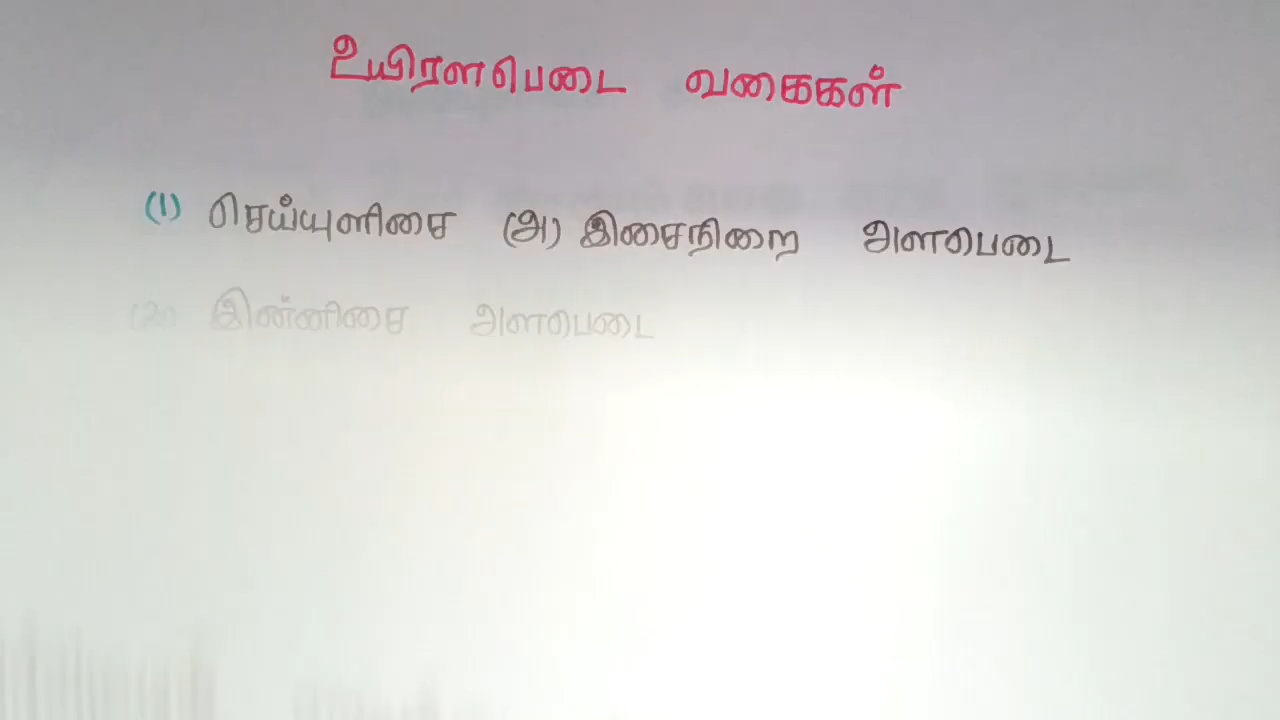 உயிரளபெடை வகைகள்
(1) செய்யுளிசை (அ) இசைநிறை அளபெடை
(2) இன்னிசை அளபெடை